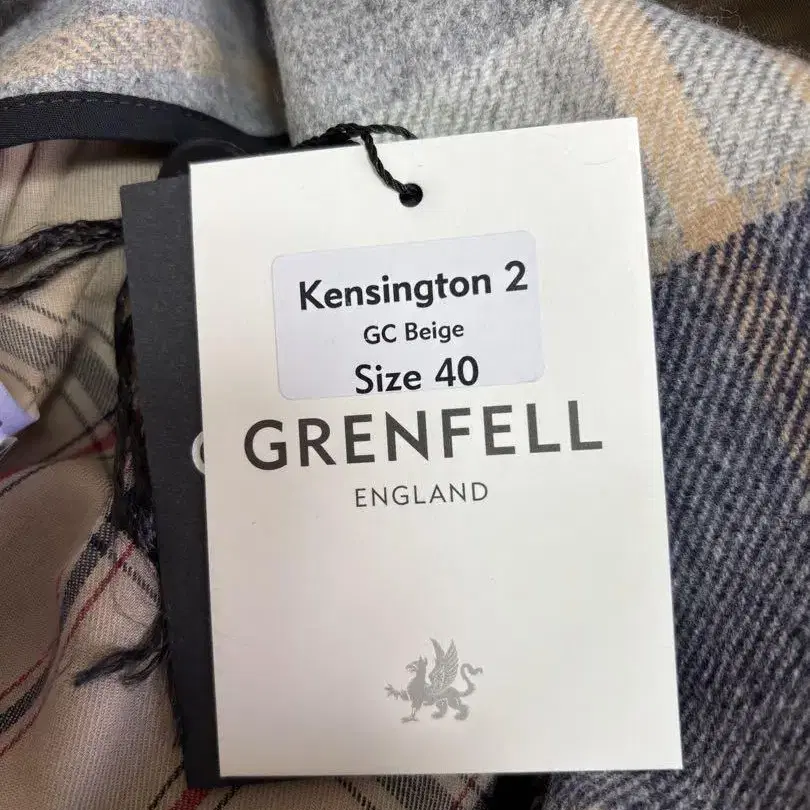 Kensington 2
GC Beige
Size 40
GRENFELL
ENGLAND